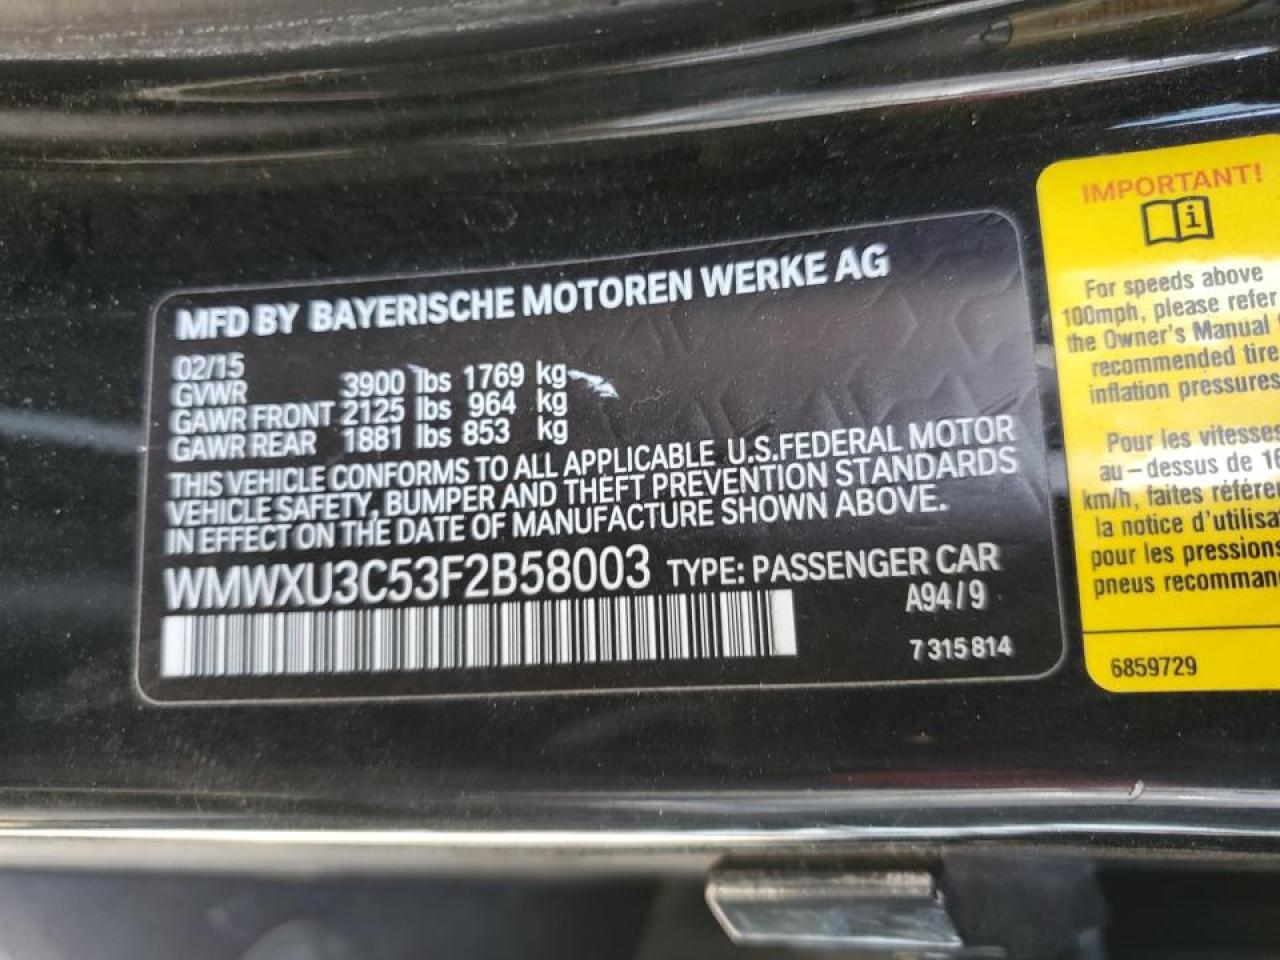 MFD BY BAYERISCHE MOTOREN WERKE AG
02/15
GVWR 3900 lbs 1769 kg
GAWR FRONT 2125 lbs 964 kg
GAWR REAR 1881 lbs 853 kg
THIS VEHICLE CONFORMS TO ALL APPLICABLE U.S.FEDERAL MOTOR
VEHICLE SAFETY, BUMPER AND THEFT PREVENTION STANDARDS
IN EFFECT ON THE DATE OF MANUFACTURE SHOWN ABOVE.
WMWXU3C53F2B58003 TYPE: PASSENGER CAR
A94/9
7 315 814
IMPORTANT!
i
For speeds above
100mph, please refer
the Owner's Manual
recommended tire
inflation pressures
Pour les vitesses
au-dessus de 16
km/h, faites référe
la notice d'utilisa
pour les pressions
pneus recomman
6859729